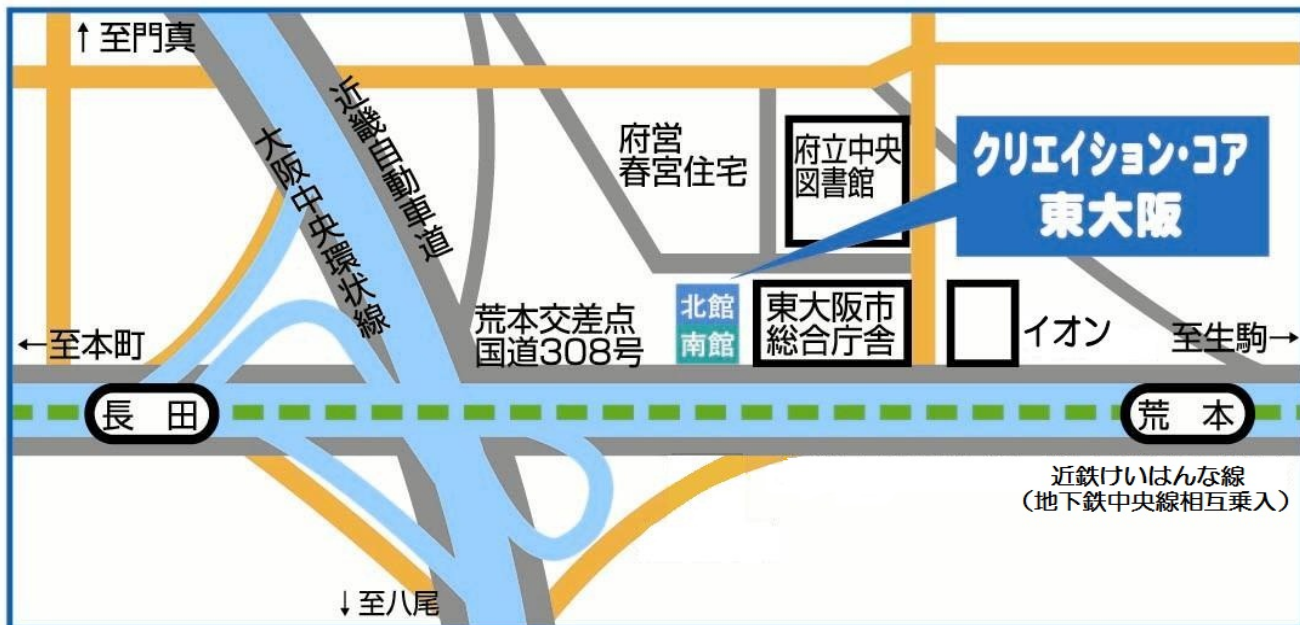 ↑至門真
近畿自動車道
大阪中央環状線
府営
春宮住宅
府立中央
図書館
クリエイション・コア
東大阪
荒本交差点
国道308号
北館
南館
東大阪市
総合庁舎
イオン
←至本町
至生駒→
長 田
荒 本
近鉄けいはんな線
（地下鉄中央線相互乗入）
↓至八尾